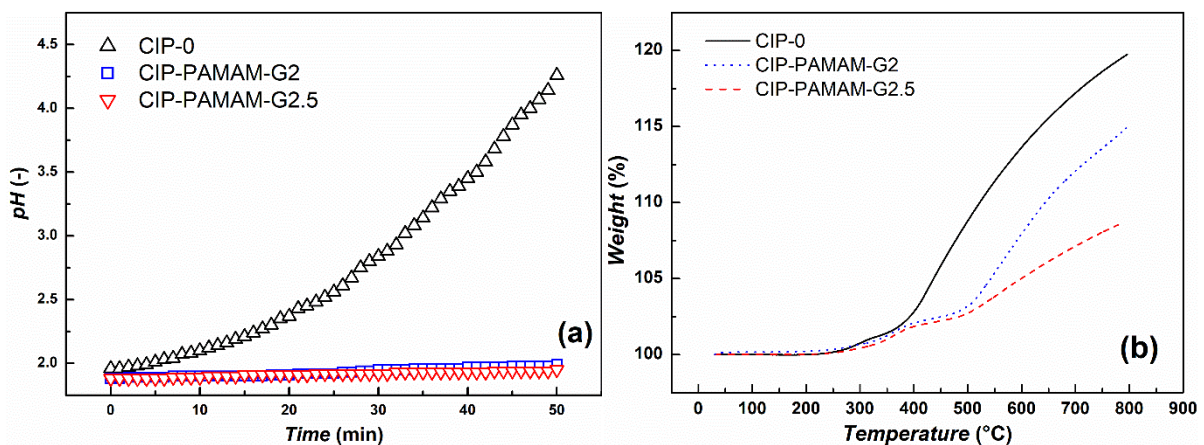 4.5
4.0
3.5
3.0
2.5
2.0
pH (-)
CIP-0
CIP-PAMAM-G2
CIP-PAMAM-G2.5
(a)
0 10 20 30 40 50
Time (min)
120
115
110
105
100
Weight (%)
CIP-0
CIP-PAMAM-G2
CIP-PAMAM-G2.5
(b)
0 100 200 300 400 500 600 700 800 900
Temperature (°C)